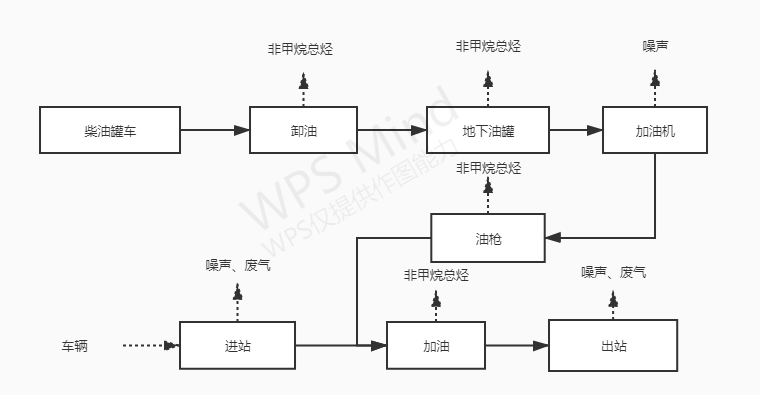 非甲烷总烃
非甲烷总烃
噪声
柴油罐车
卸油
地下油罐
加油机
非甲烷总烃
油枪
噪声、废气
非甲烷总烃
噪声、废气
车辆
进站
加油
出站
WPS Mind
WPS仅提供作图能力